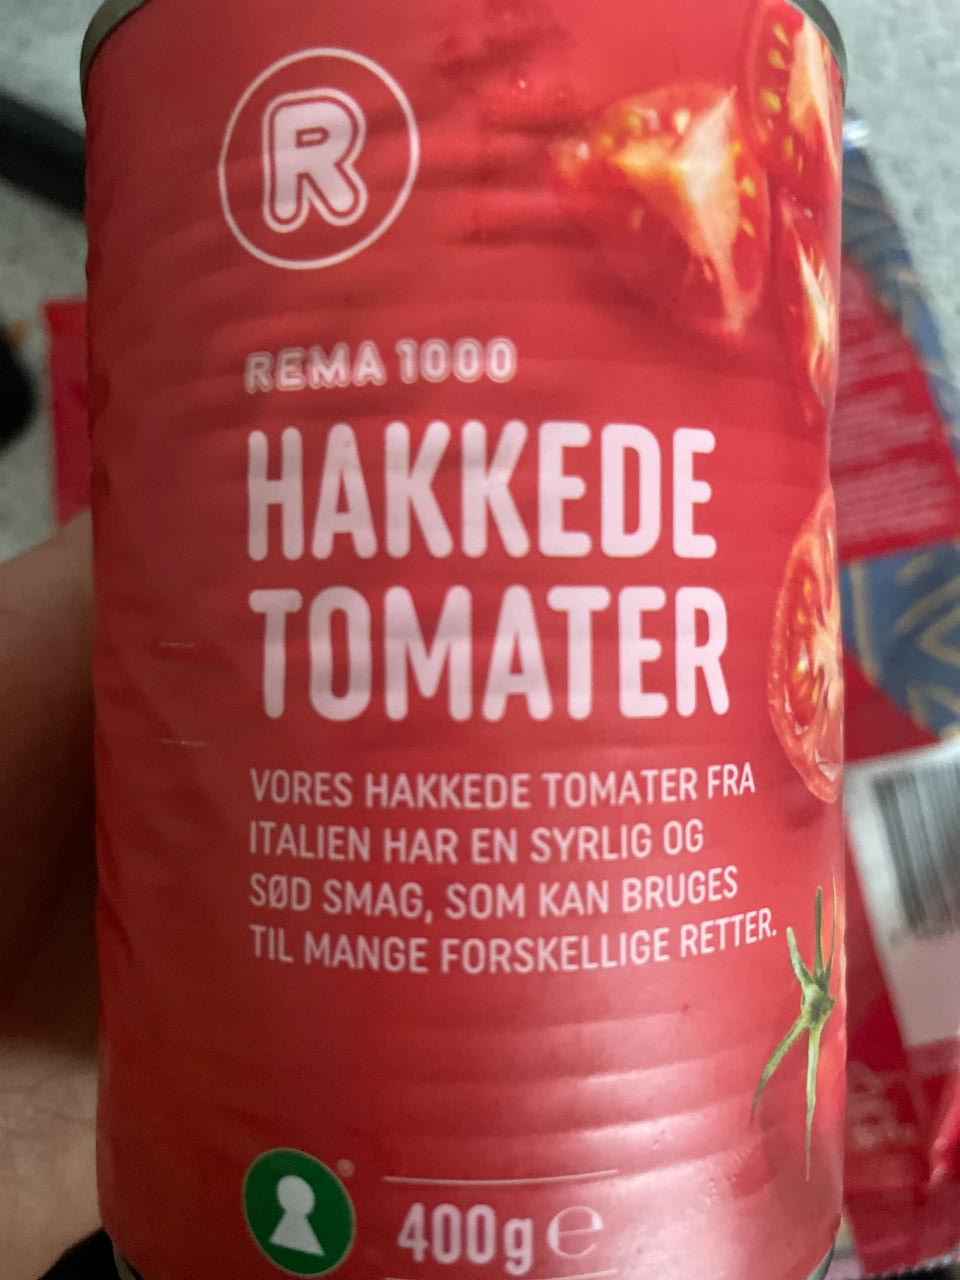 R
REMA 1000
HAKKEDE
TOMATER
VORES HAKKEDE TOMATER FRA
ITALIEN HAR EN SYRLIG OG
SØD SMAG, SOM KAN BRUGES
TIL MANGE FORSKELLIGE RETTER.
®
400g e